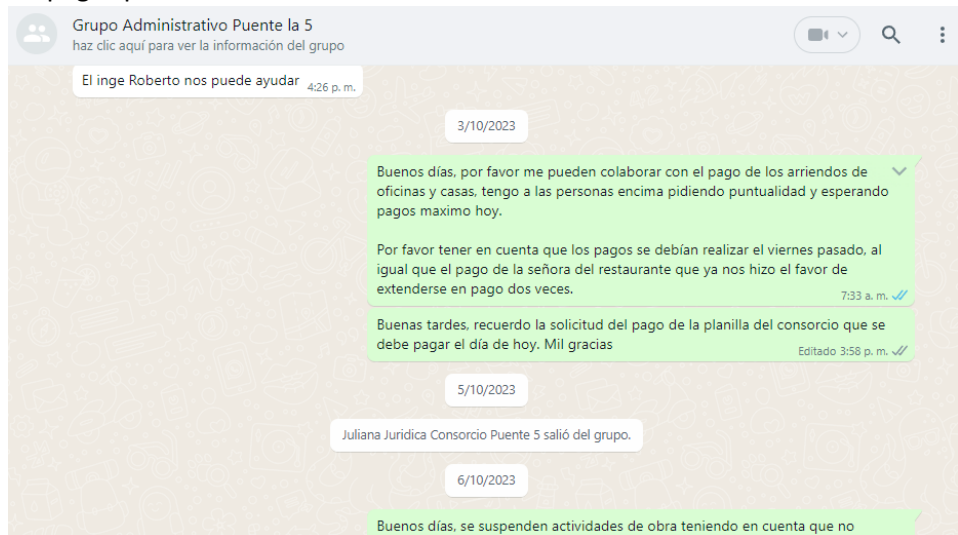 Grupo Administrativo Puente la 5
haz clic aquí para ver la información del grupo
El inge Roberto nos puede ayudar 4:26 p. m.
3/10/2023
Buenos días, por favor me pueden colaborar con el pago de los arriendos de
oficinas y casas, tengo a las personas encima pidiendo puntualidad y esperando
pagos maximo hoy.
Por favor tener en cuenta que los pagos se debían realizar el viernes pasado, al
igual que el pago de la señora del restaurante que ya nos hizo el favor de
extenderse en pago dos veces.
7:33 a. m.
Buenas tardes, recuerdo la solicitud del pago de la planilla del consorcio que se
debe pagar el día de hoy. Mil gracias
Editado 3:58 p. m.
5/10/2023
Juliana Juridica Consorcio Puente 5 salió del grupo.
6/10/2023
Buenos días, se suspenden actividades de obra teniendo en cuenta que no